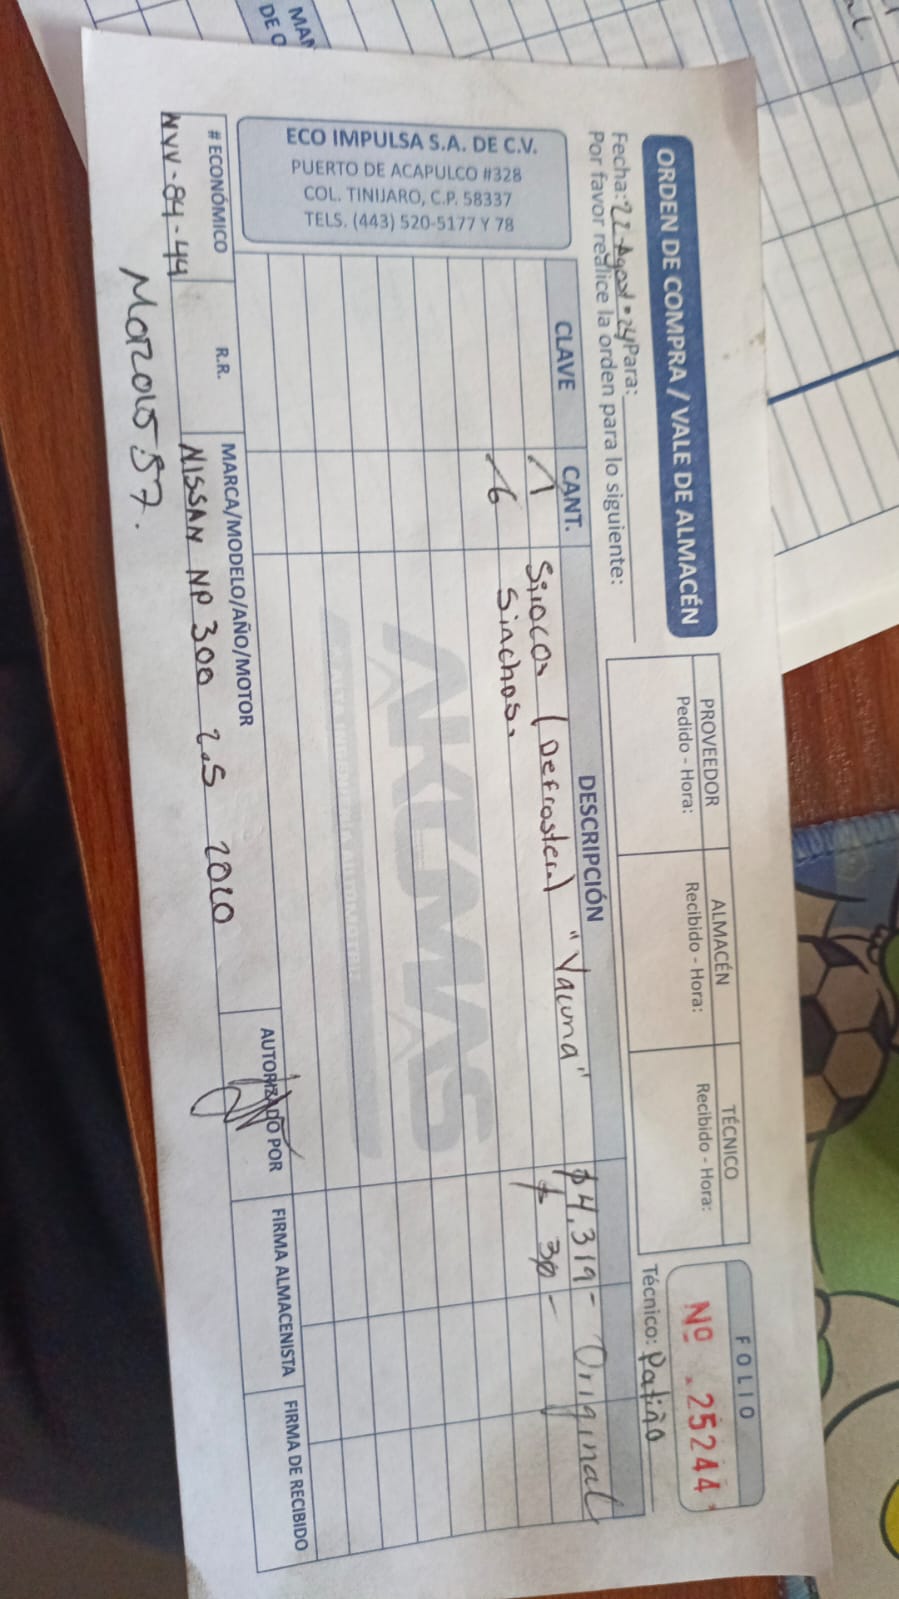 ORDEN DE COMPRA / VALE DE ALMACÉN
Fecha: 22-Agost-24 Para:
Por favor realice la orden para lo siguiente:
PROVEEDOR
Pedido - Hora:
ALMACÉN
Recibido - Hora:
TÉCNICO
Recibido - Hora:
FOLIO
Nº 25244
Técnico: Patiño
ECO IMPULSA S.A. DE C.V.
PUERTO DE ACAPULCO #328
COL. TINIJARO, C.P. 58337
TELS. (443) 520-5177 Y 78
CLAVE CANT. DESCRIPCIÓN
1 Sirocos (Defroster) "Vacuna" $4,319- Original
6 Sinchos. $ 30 -
AKUMAS
# ECONÓMICO R.R. MARCA/MODELO/AÑO/MOTOR AUTORIZADO POR FIRMA ALMACENISTA FIRMA DE RECIBIDO
NVV-84-44 NISSAN NP 300 2.5 2020
57.
MAN
DE O